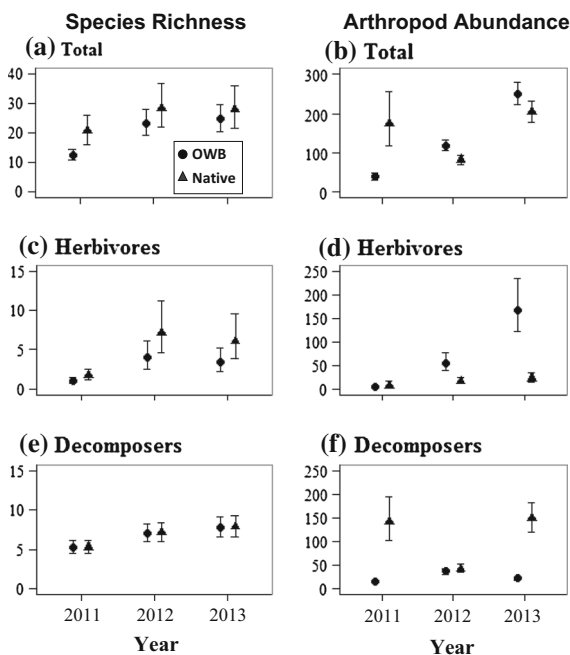 Species Richness
Arthropod Abundance
(a) Total
(b) Total
40
30
20
10
0
OWB
Native
300
200
100
0
(c) Herbivores
(d) Herbivores
15
10
5
0
250
200
150
100
50
0
(e) Decomposers
(f) Decomposers
15
10
5
0
250
200
150
100
50
0
2011 2012 2013
2011 2012 2013
Year
Year